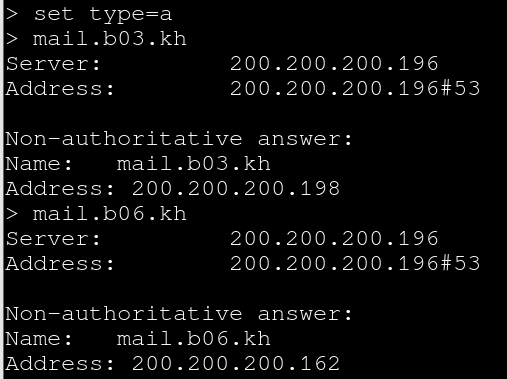 > set type=a
> mail.b03.kh
Server:         200.200.200.196
Address:        200.200.200.196#53

Non-authoritative answer:
Name:   mail.b03.kh
Address: 200.200.200.198
> mail.b06.kh
Server:         200.200.200.196
Address:        200.200.200.196#53

Non-authoritative answer:
Name:   mail.b06.kh
Address: 200.200.200.162